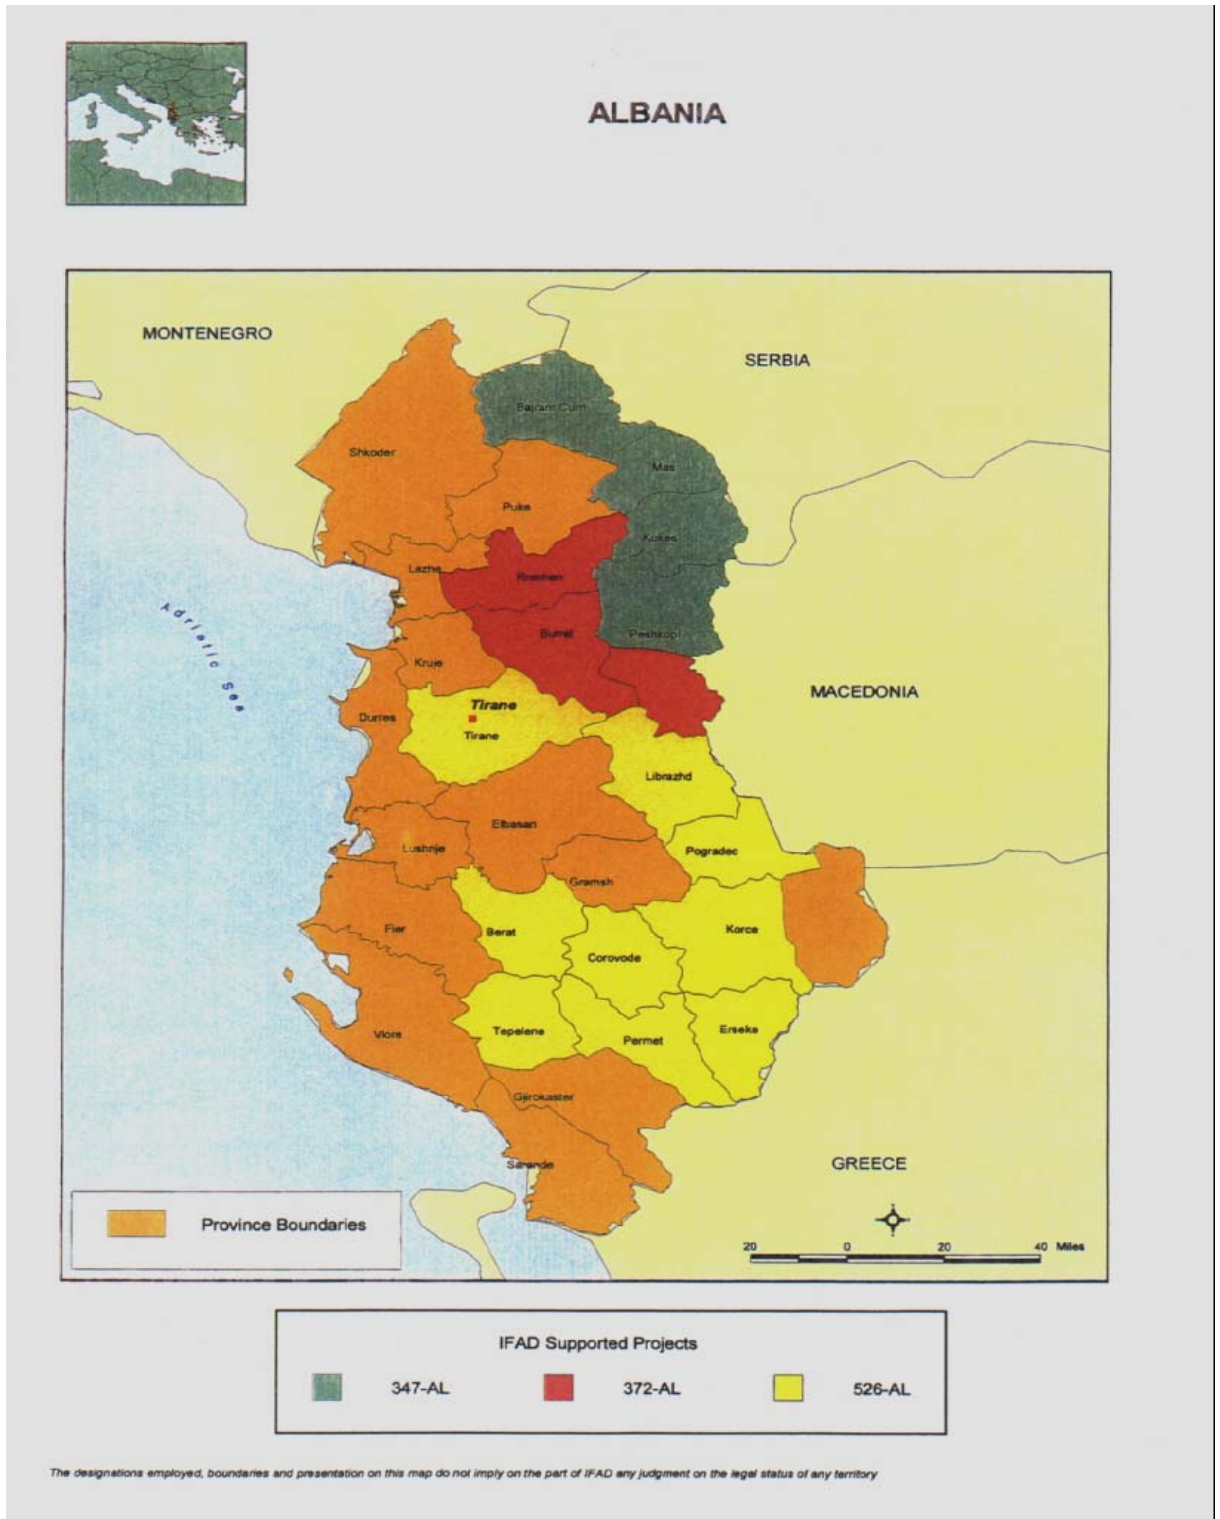 ALBANIA
MONTENEGRO
SERBIA
Bajram Curri
Shkoder
Mas
Puke
Kukes
Lazhe
Rreshen
Adriatic Sea
Burrel
Peshkopi
Kruje
MACEDONIA
Tirane
Durres
Tirane
Librazhd
Elbasan
Lushnje
Pogradec
Gramsh
Fier
Berat
Korce
Corovode
Vlore
Tepelene
Permet
Erseke
Gjirokaster
Sarande
GREECE
Province Boundaries
20 0 20 40 Miles
IFAD Supported Projects
347-AL 372-AL 526-AL
The designations employed, boundaries and presentation on this map do not imply on the part of IFAD any judgment on the legal status of any territory